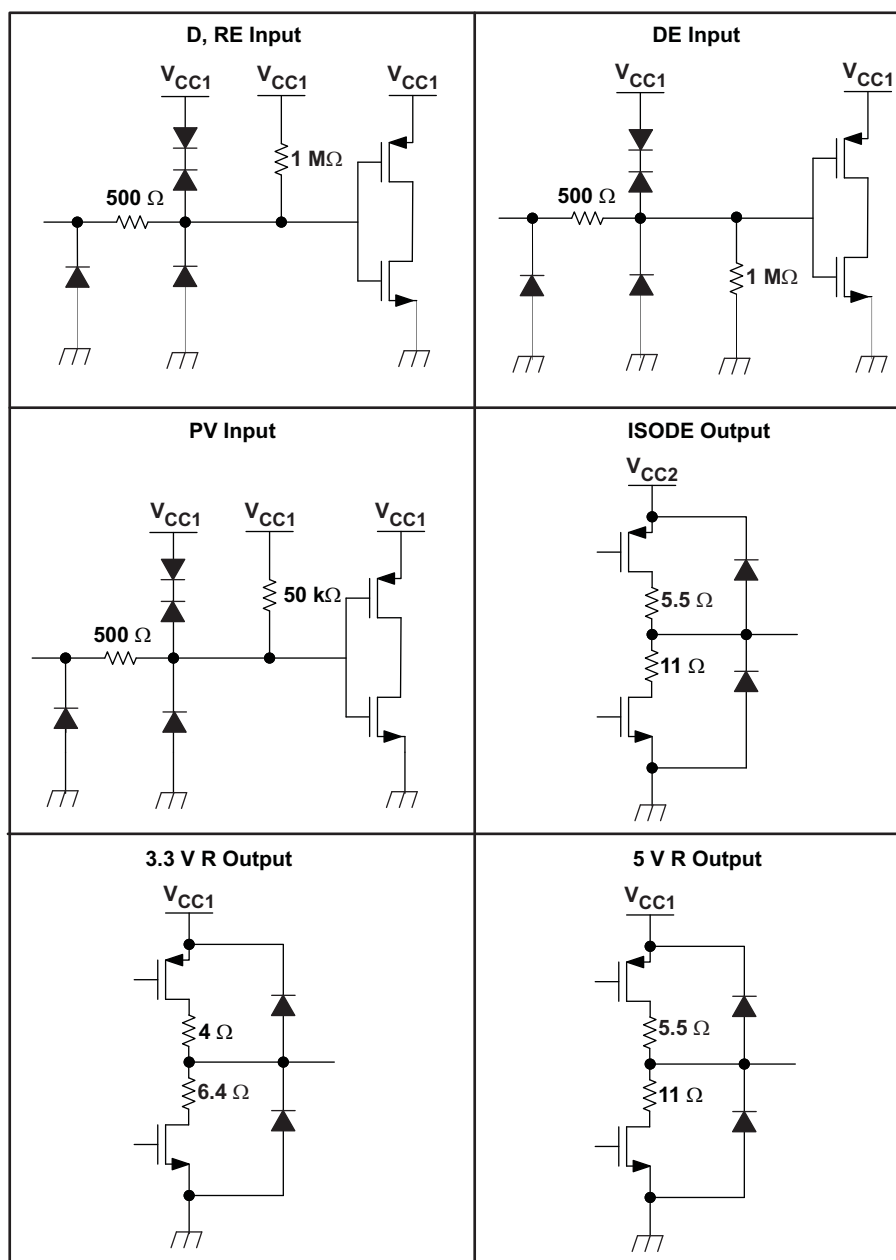 D, RE Input
VCC1
VCC1
VCC1
1 MΩ
500 Ω
DE Input
VCC1
VCC1
500 Ω
1 MΩ
PV Input
VCC1
VCC1
VCC1
50 kΩ
500 Ω
ISODE Output
VCC2
5.5 Ω
11 Ω
3.3 V R Output
VCC1
4 Ω
6.4 Ω
5 V R Output
VCC1
5.5 Ω
11 Ω